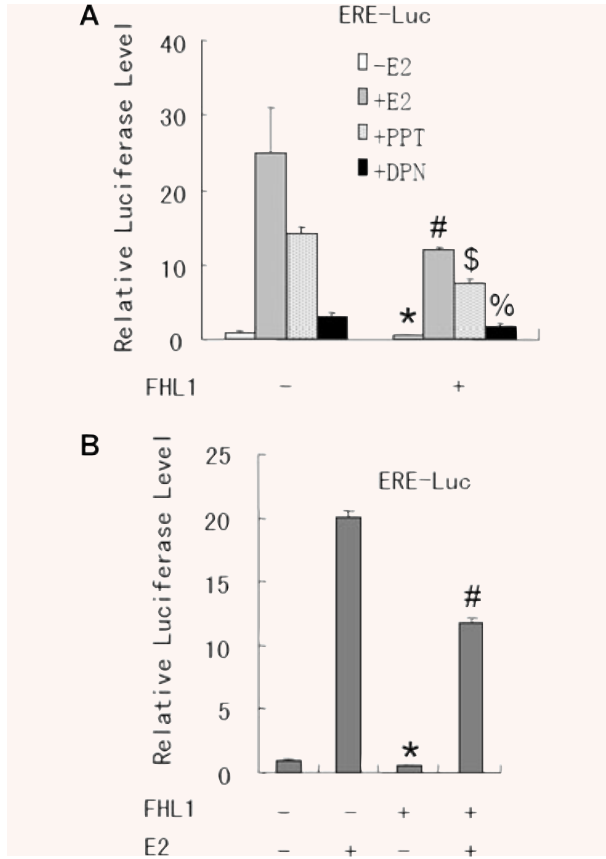 A
ERE-Luc
Relative Luciferase Level
40
30
20
10
0
-E2
+E2
+PPT
+DPN
* # $ %
FHL1 - +
B
ERE-Luc
Relative Luciferase Level
25
20
15
10
5
0
* #
FHL1 - - + +
E2 - + - +